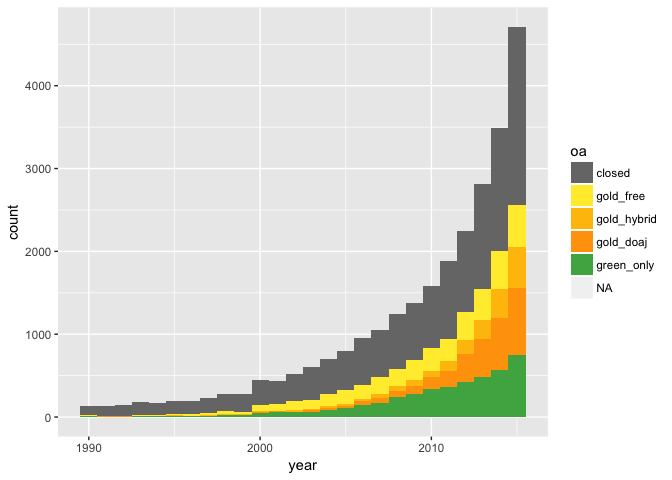 4000
3000
2000
1000
0
count
1990
2000
2010
year
oa
closed
gold_free
gold_hybrid
gold_doaj
green_only
NA